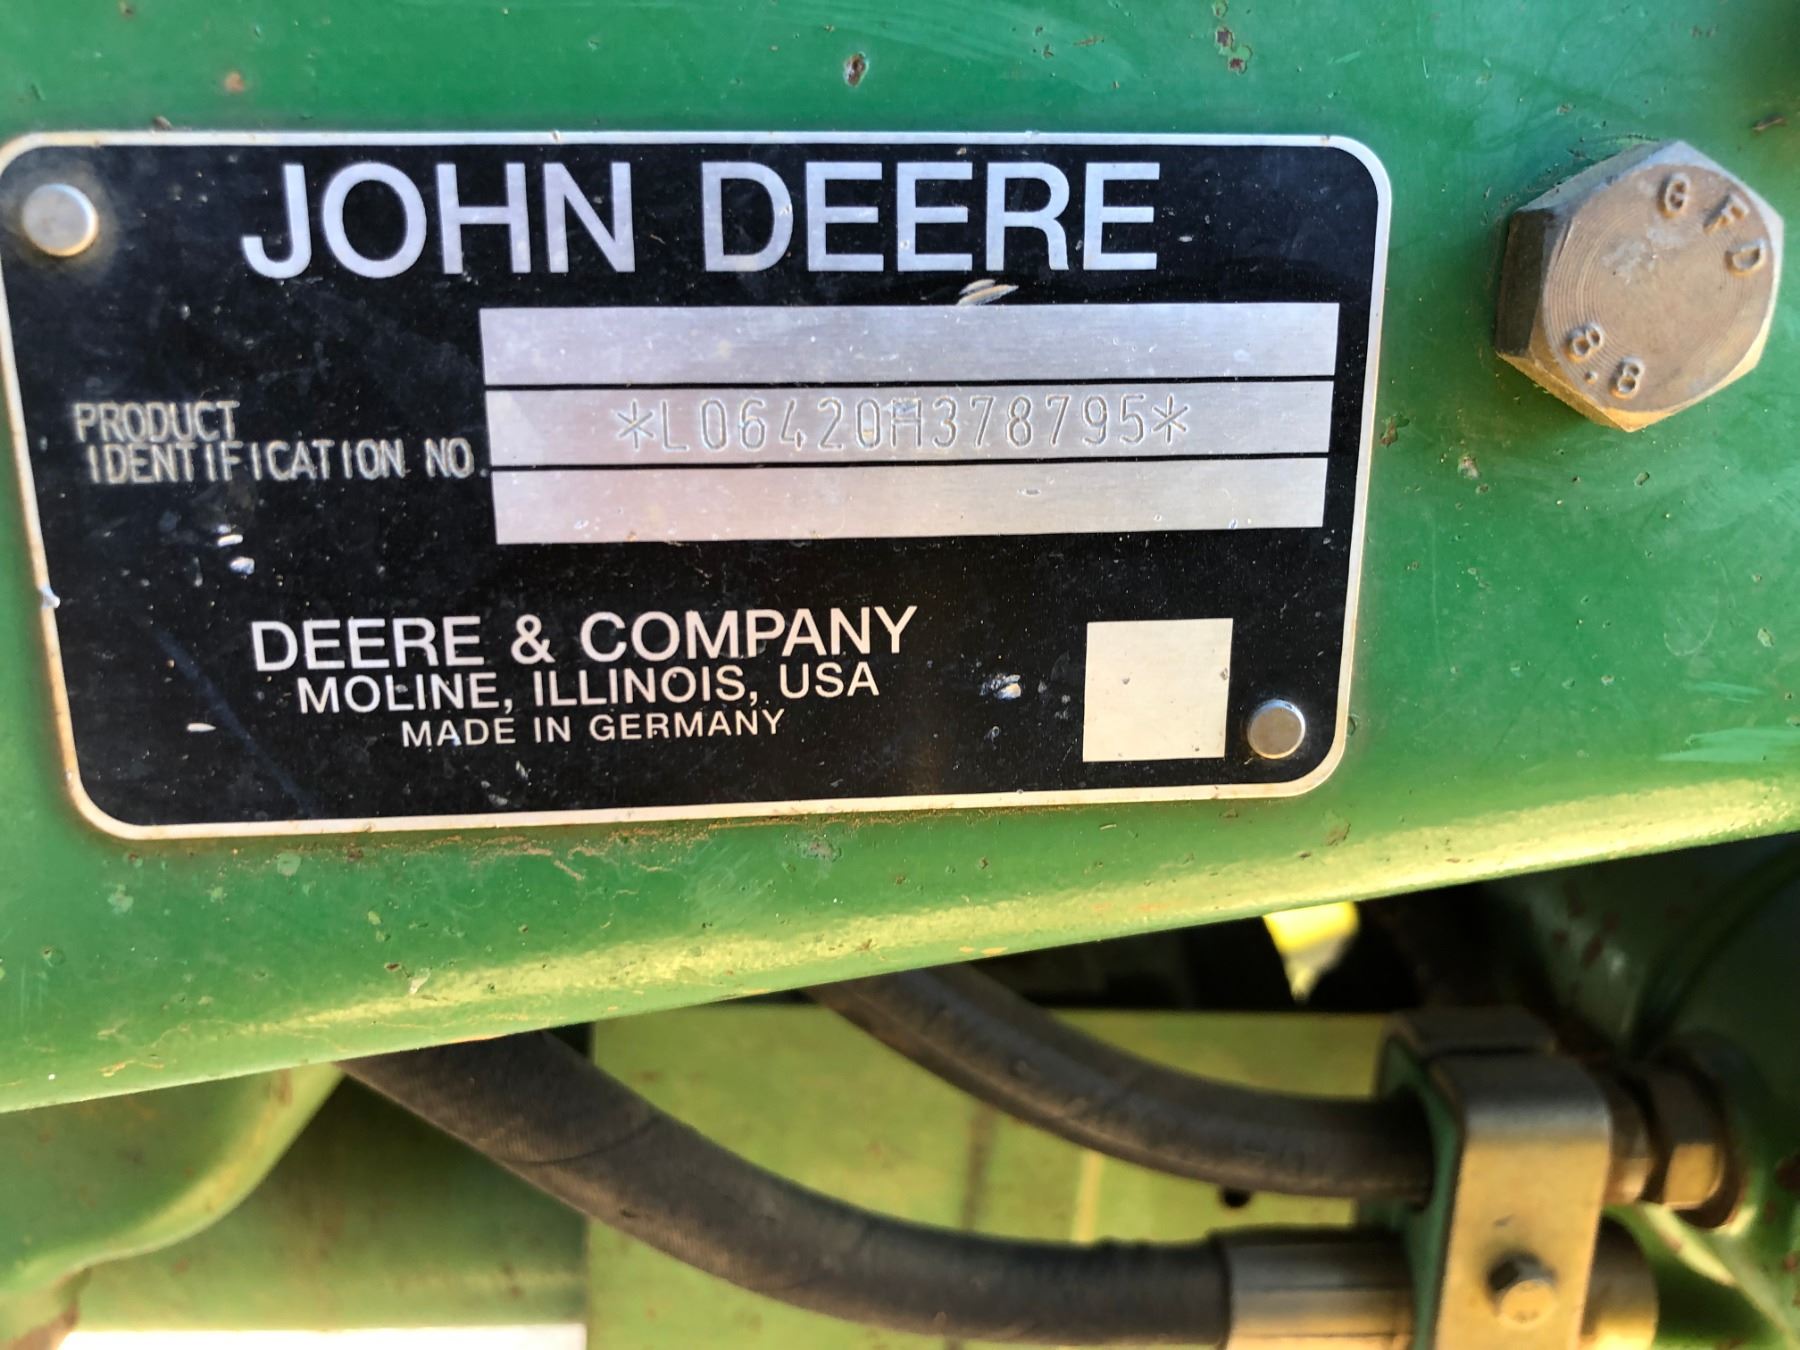 JOHN DEERE
PRODUCT
IDENTIFICATION NO.
*L06420H378795*
DEERE & COMPANY
MOLINE, ILLINOIS, USA
MADE IN GERMANY
GFD
8.8